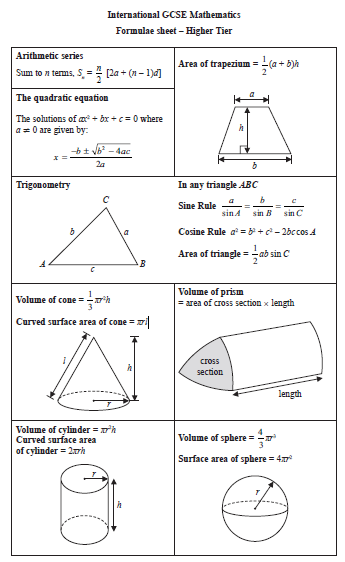 International GCSE Mathematics
Formulae sheet – Higher Tier
Arithmetic series
Sum to n terms, Sₙ = n/2 [2a + (n – 1)d]
The quadratic equation
The solutions of ax² + bx + c = 0 where
a ≠ 0 are given by:
x = (–b ± √(b² – 4ac))/2a
Area of trapezium = 1/2 (a + b)h
a
h
b
Trigonometry
C
b
a
A
B
c
In any triangle ABC
Sine Rule a/sin A = b/sin B = c/sin C
Cosine Rule a² = b² + c² – 2bc cos A
Area of triangle = 1/2 ab sin C
Volume of cone = 1/3 πr²h
Curved surface area of cone = πrl
l
h
r
Volume of prism
= area of cross section × length
cross
section
length
Volume of cylinder = πr²h
Curved surface area
of cylinder = 2πrh
r
h
Volume of sphere = 4/3 πr³
Surface area of sphere = 4πr²
r